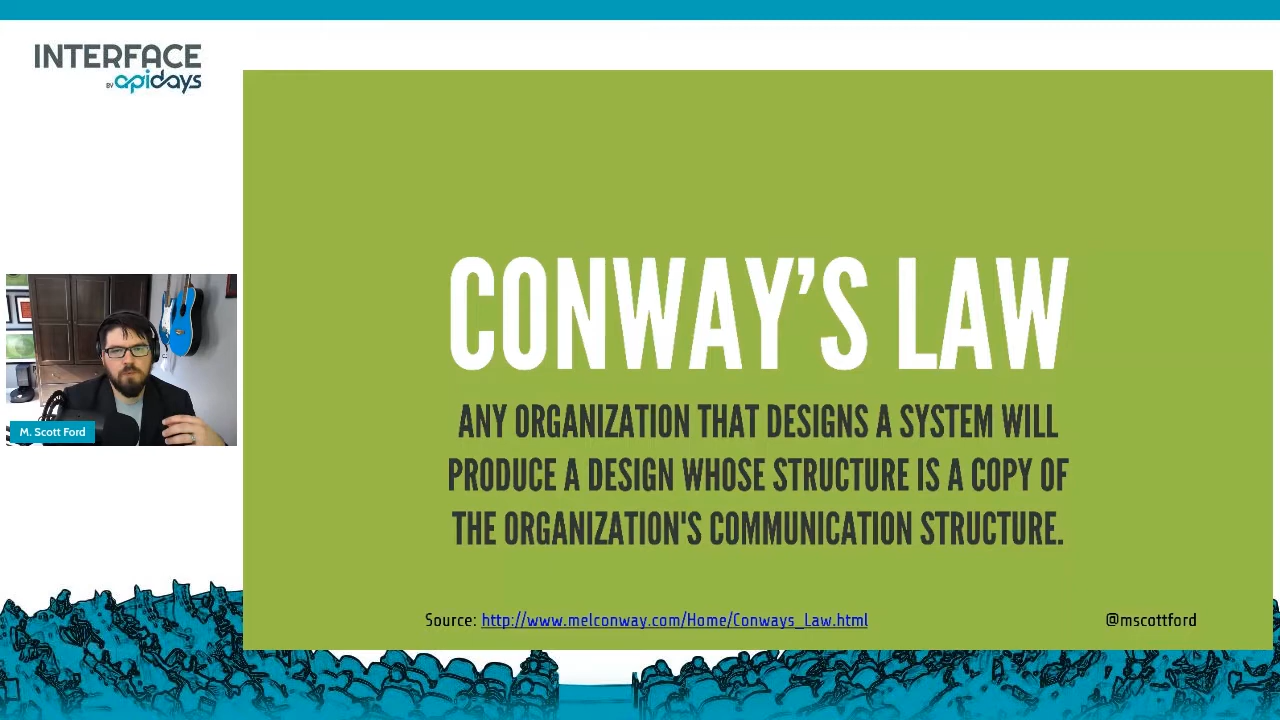 INTERFACE
BY apidays
CONWAY'S LAW
ANY ORGANIZATION THAT DESIGNS A SYSTEM WILL
PRODUCE A DESIGN WHOSE STRUCTURE IS A COPY OF
THE ORGANIZATION'S COMMUNICATION STRUCTURE.
M. Scott Ford
Source: http://www.melconway.com/Home/Conways_Law.html
@mscottford